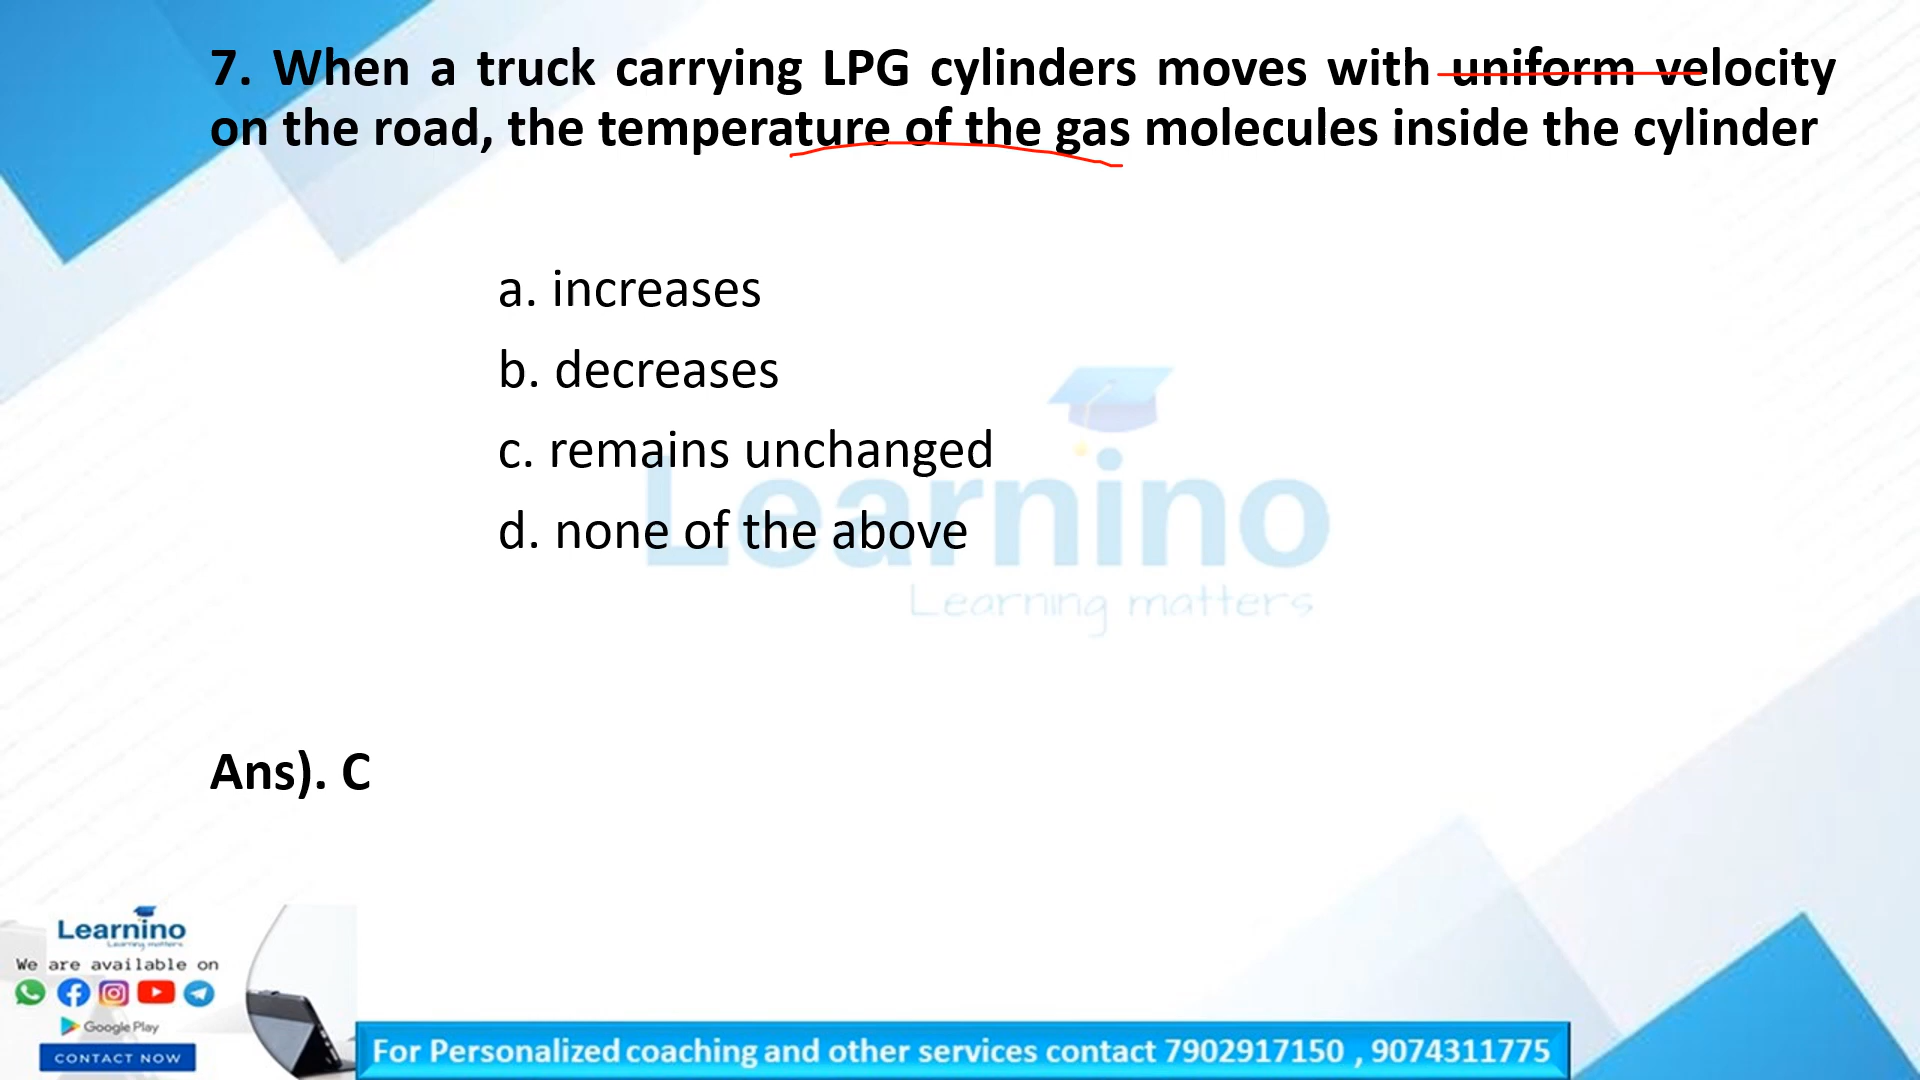 7. When a truck carrying LPG cylinders moves with uniform velocity
on the road, the temperature of the gas molecules inside the cylinder
a. increases
b. decreases
c. remains unchanged
d. none of the above
Learnino
Learning matters
Ans). C
Learnino
Learning matters
We are available on
Google Play
CONTACT NOW
For Personalized coaching and other services contact 7902917150 , 9074311775